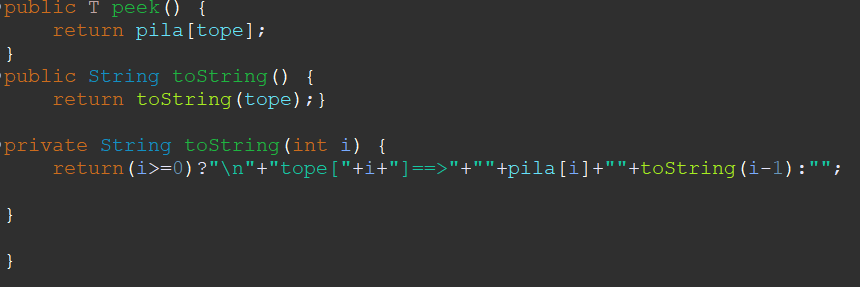 public T peek() {
    return pila[tope];
}
public String toString() {
    return toString(tope);}

private String toString(int i) {
    return(i>=0)?"\n"+"tope["+i+"]==>"+""+pila[i]+""+toString(i-1):"";

}

}